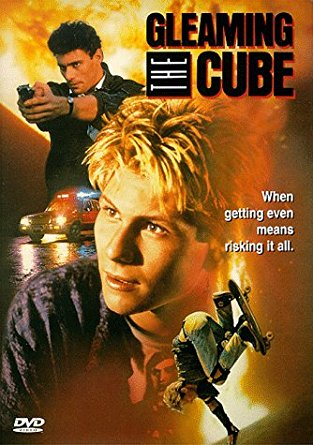 GLEAMING
THE
CUBE
When
getting even
means
risking it all.
DVD
VIDEO